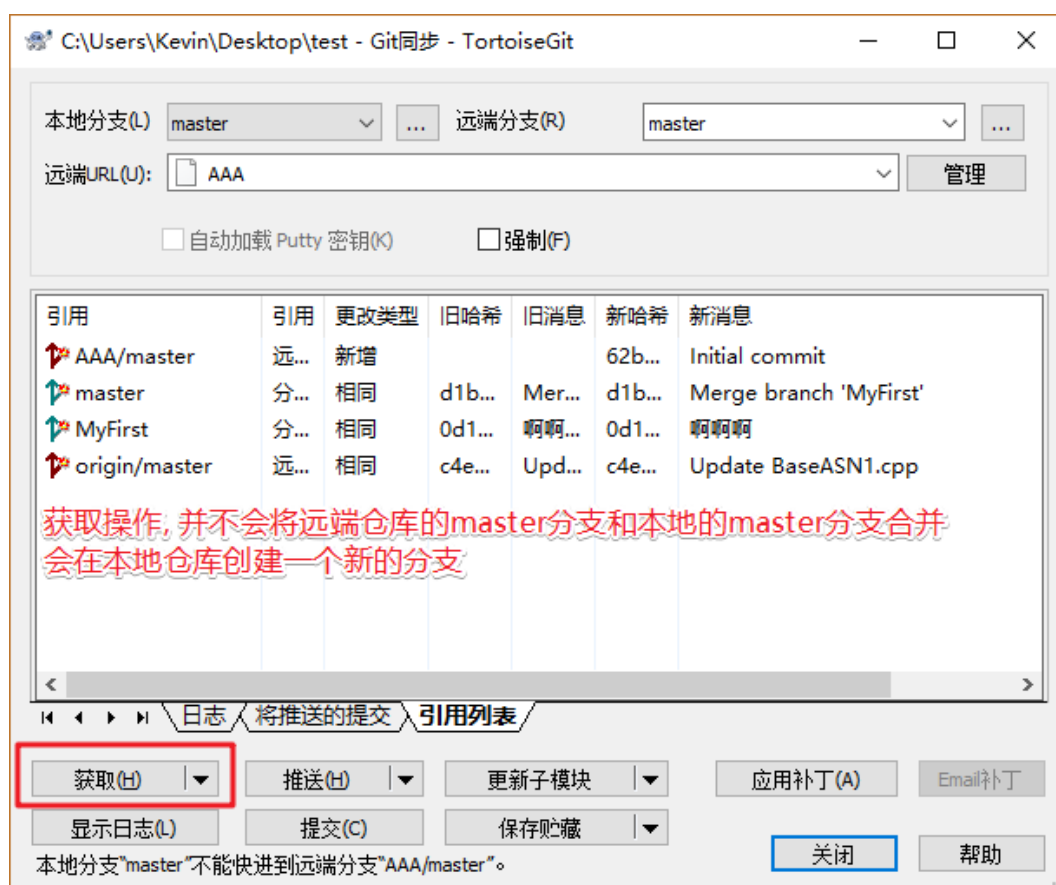 C:\Users\Kevin\Desktop\test - Git同步 - TortoiseGit
本地分支(L) master ... 远端分支(R) master ...
远端URL(U): AAA 管理
自动加载 Putty 密钥(K) 强制(F)
引用 引用 更改类型 旧哈希 旧消息 新哈希 新消息
AAA/master 远... 新增 62b... Initial commit
master 分... 相同 d1b... Mer... d1b... Merge branch 'MyFirst'
MyFirst 分... 相同 0d1... 啊啊... 0d1... 啊啊啊
origin/master 远... 相同 c4e... Upd... c4e... Update BaseASN1.cpp
获取操作, 并不会将远端仓库的master分支和本地的master分支合并
会在本地仓库创建一个新的分支
日志 将推送的提交 引用列表
获取(H) 推送(H) 更新子模块 应用补丁(A) Email补丁
显示日志(L) 提交(C) 保存贮藏
关闭 帮助
本地分支"master"不能快进到远端分支"AAA/master"。